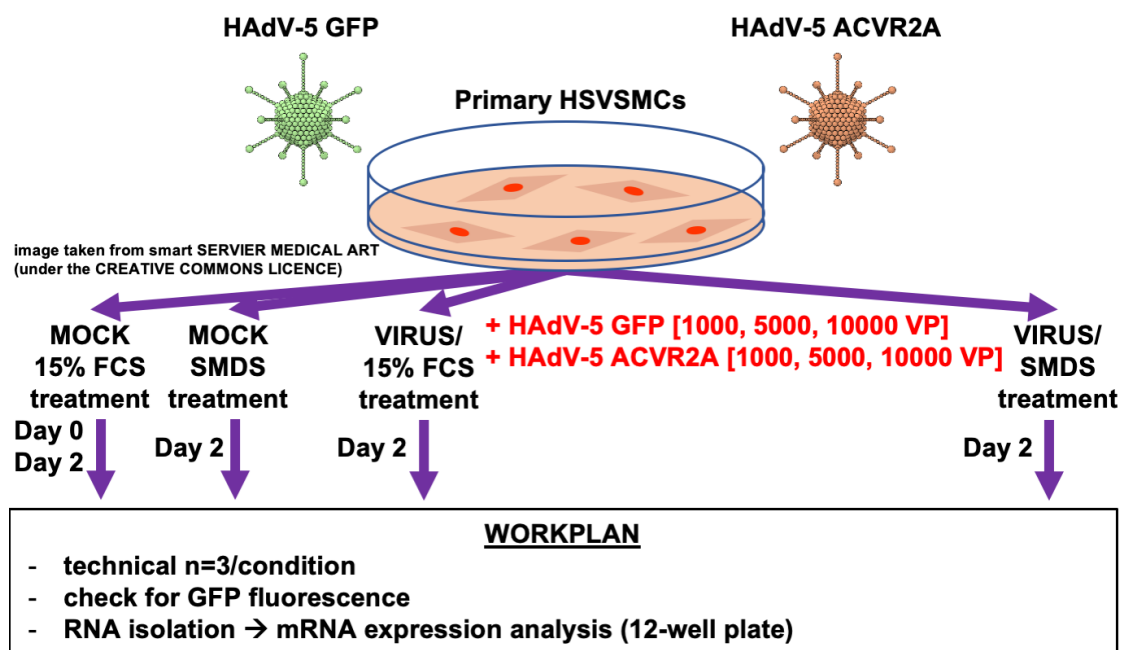 HAdV-5 GFP
HAdV-5 ACVR2A
Primary HSVSMCs
image taken from smart SERVIER MEDICAL ART
(under the CREATIVE COMMONS LICENCE)
MOCK
15% FCS
treatment
Day 0
Day 2
MOCK
SMDS
treatment
Day 2
VIRUS/
15% FCS
treatment
Day 2
+ HAdV-5 GFP [1000, 5000, 10000 VP]
+ HAdV-5 ACVR2A [1000, 5000, 10000 VP]
VIRUS/
SMDS
treatment
Day 2
WORKPLAN
- technical n=3/condition
- check for GFP fluorescence
- RNA isolation → mRNA expression analysis (12-well plate)